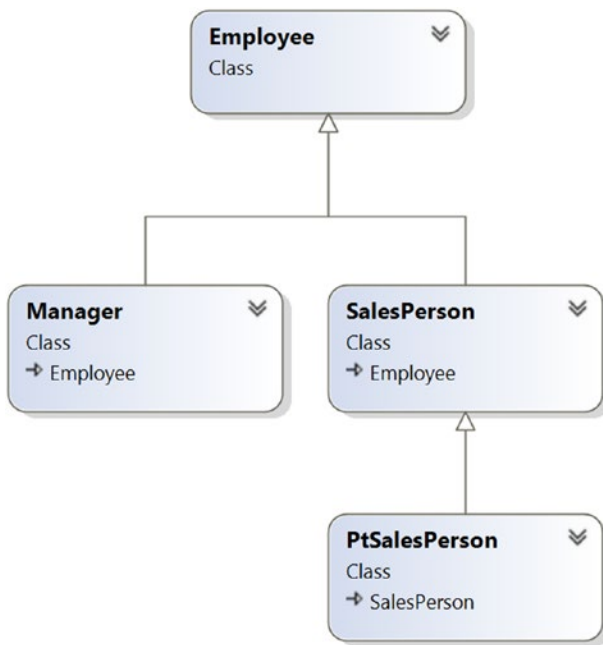 Employee
Class
Manager
Class
Employee
SalesPerson
Class
Employee
PtSalesPerson
Class
SalesPerson